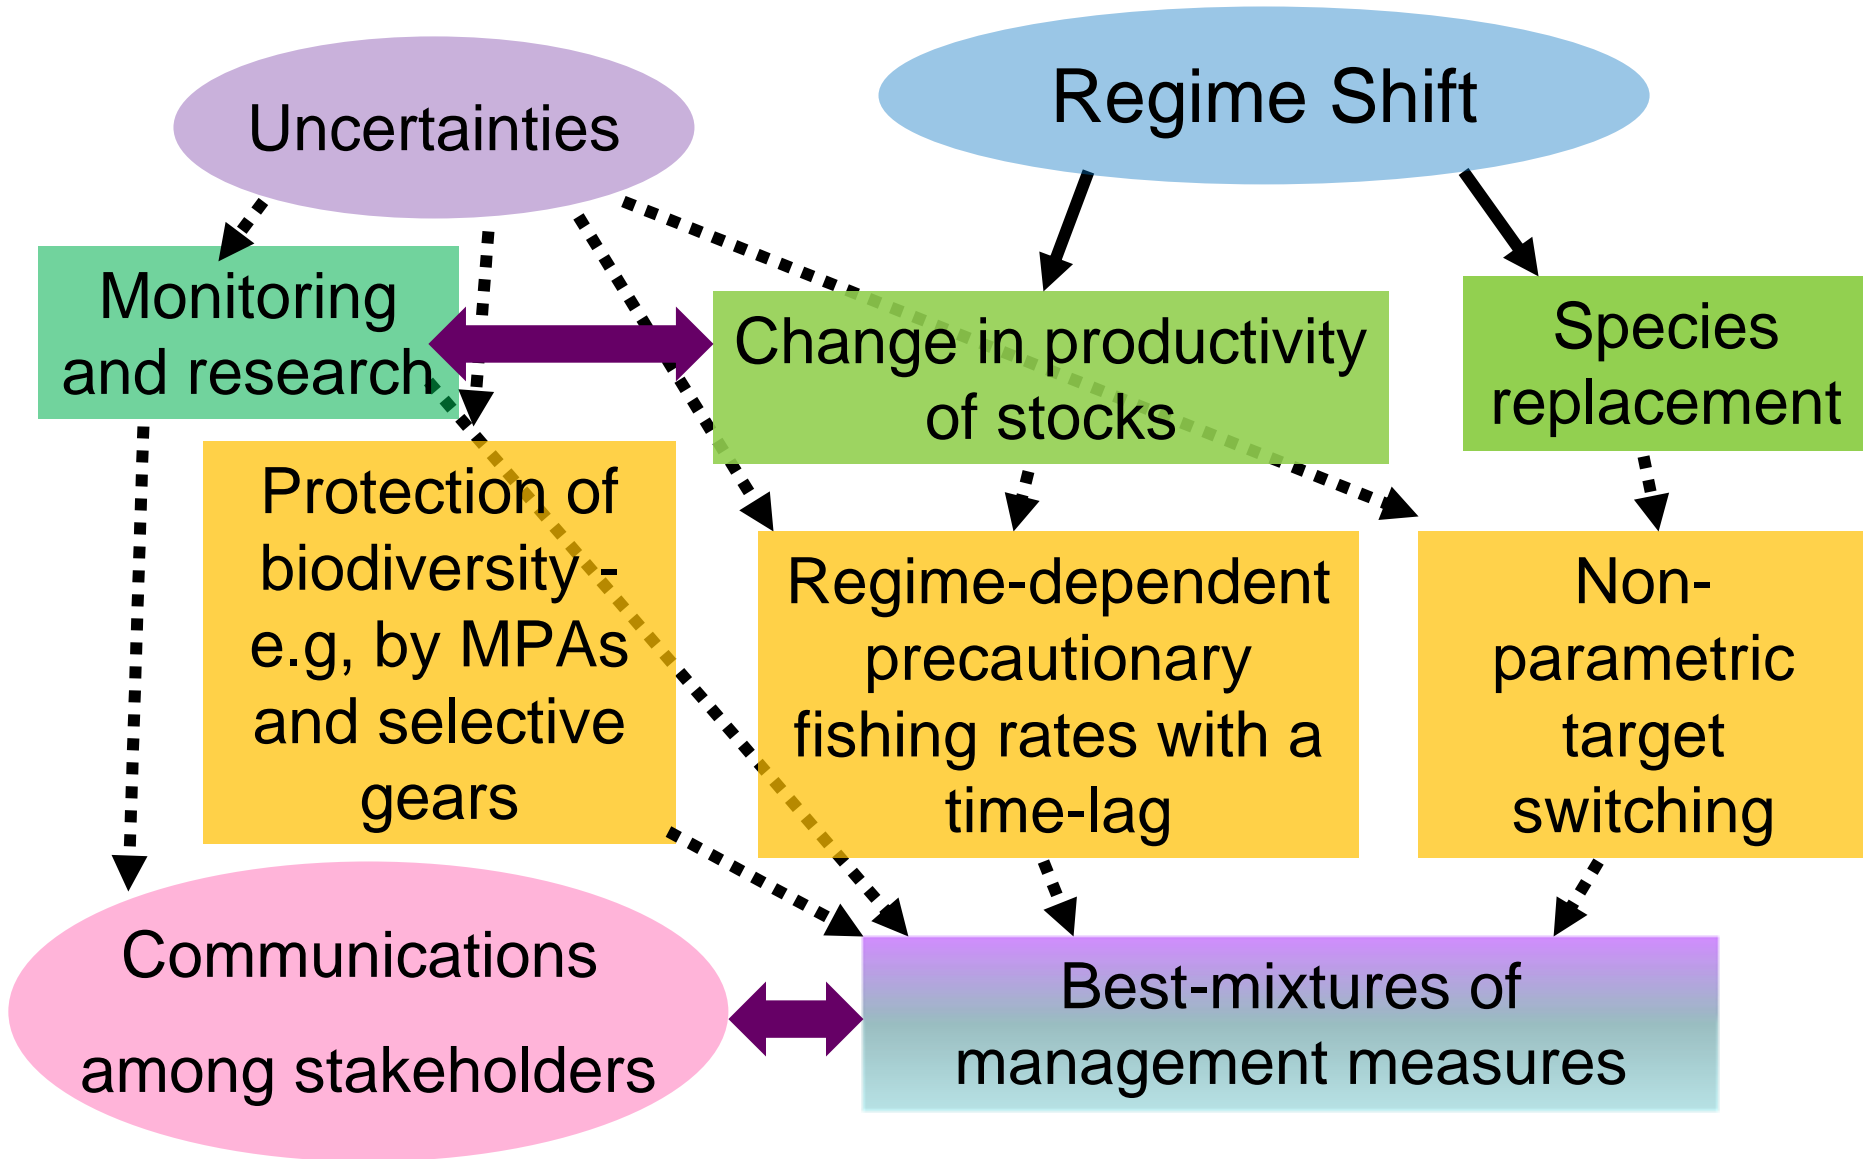 Uncertainties
Regime Shift
Monitoring
and research
Change in productivity
of stocks
Species
replacement
Protection of
biodiversity -
e.g, by MPAs
and selective
gears
Regime-dependent
precautionary
fishing rates with a
time-lag
Non-
parametric
target
switching
Communications
among stakeholders
Best-mixtures of
management measures